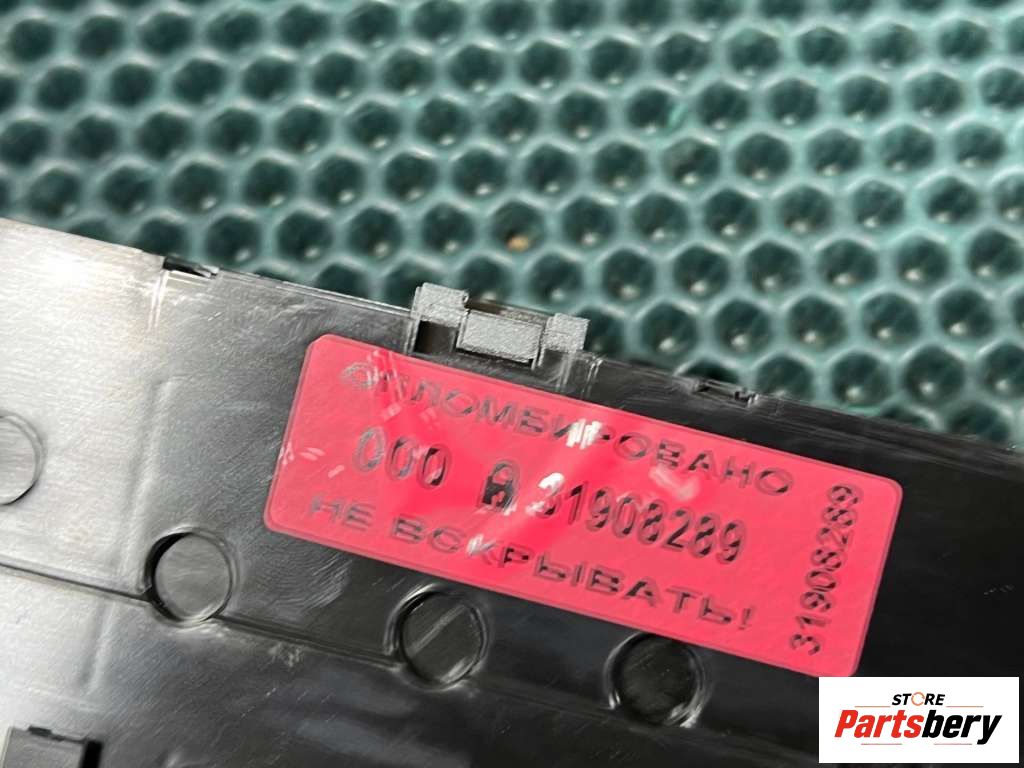 ОПЛОМБИРОВАНО
000 31908289
НЕ ВСКРЫВАТЬ!
31908289
STORE
Partsbery